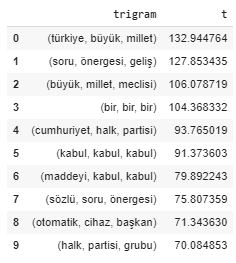 trigram t
0 (türkiye, büyük, millet) 132.944764
1 (soru, önergesi, geliş) 127.853435
2 (büyük, millet, meclisi) 106.078719
3 (bir, bir, bir) 104.368332
4 (cumhuriyet, halk, partisi) 93.765019
5 (kabul, kabul, kabul) 91.373603
6 (maddeyi, kabul, kabul) 79.892243
7 (sözlü, soru, önergesi) 75.807359
8 (otomatik, cihaz, başkan) 71.343630
9 (halk, partisi, grubu) 70.084853